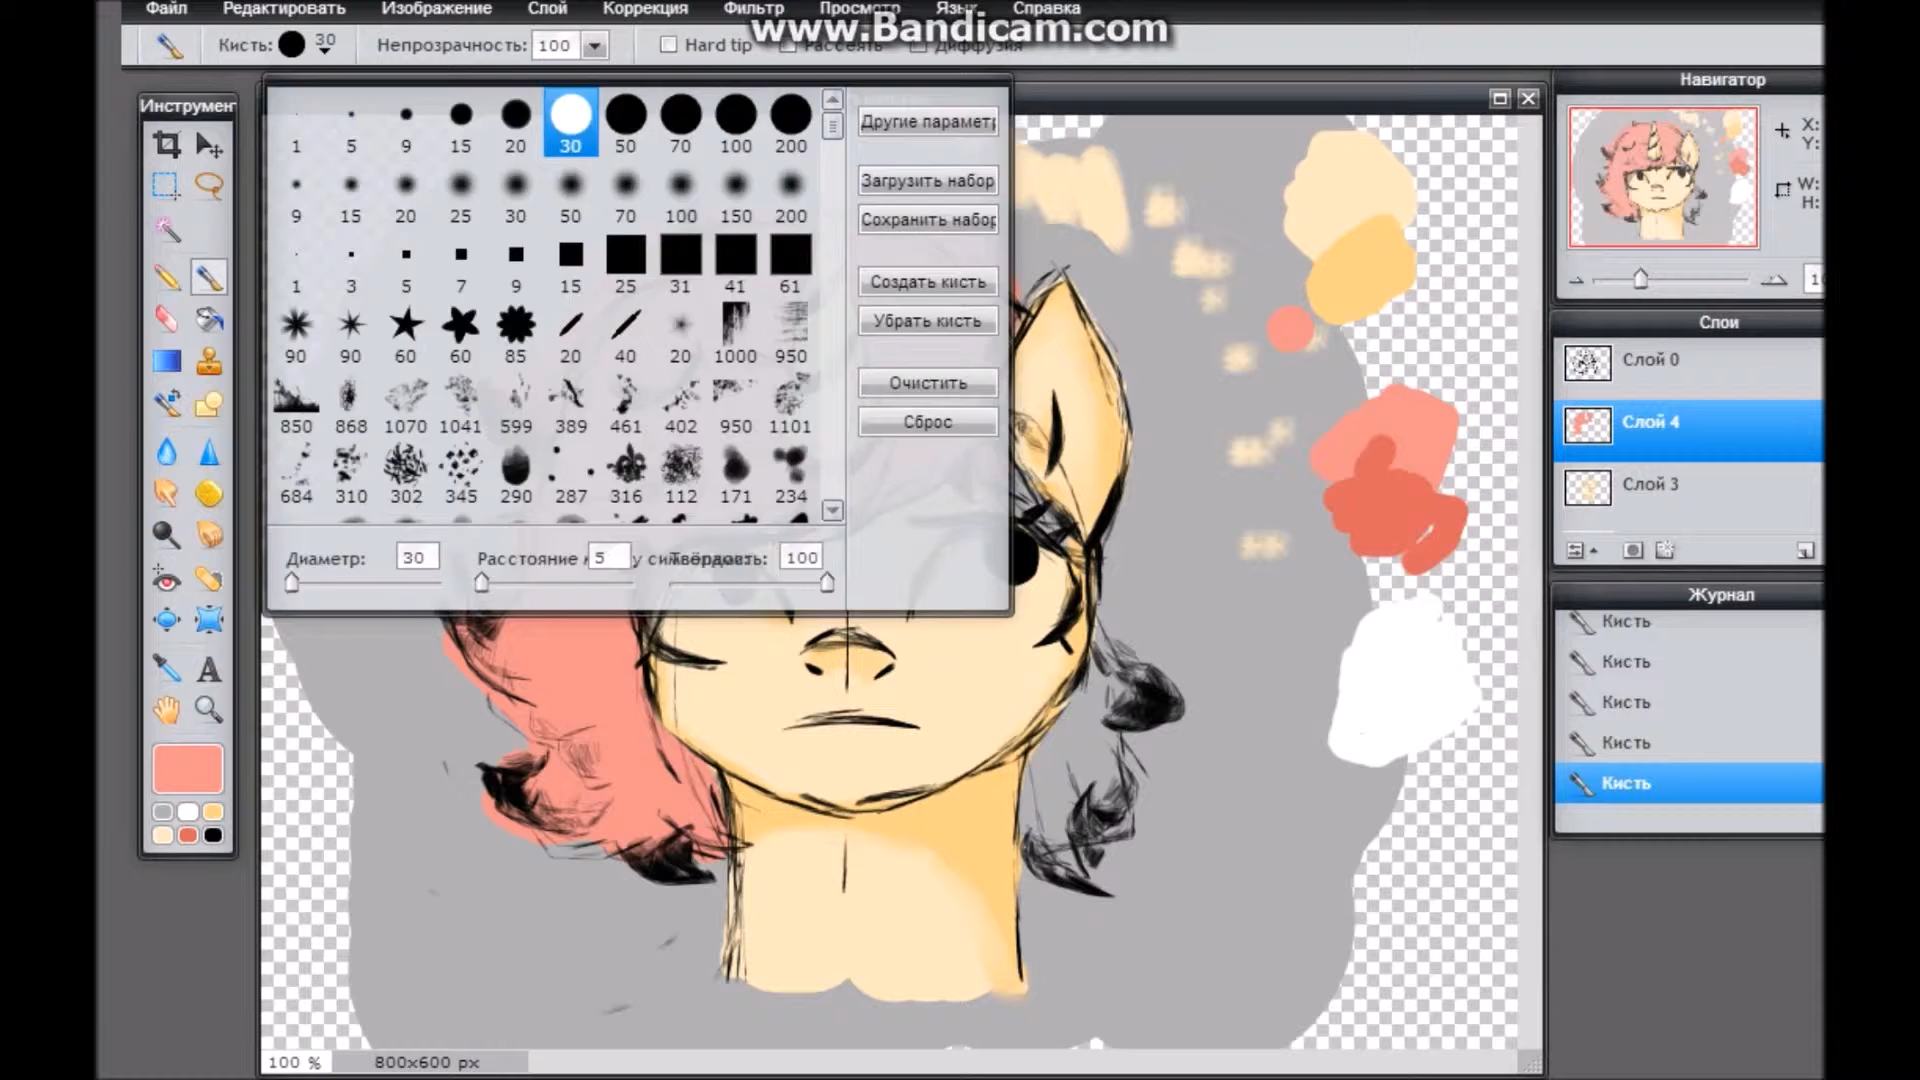 Файл Редактировать Изображение Слой Коррекция Фильтр Просмотр Язык Справка
www.Bandicam.com
Кисть: 30 Непрозрачность: 100 Hard tip Рассеять Диффузия
Инструмен
1 5 9 15 20 30 50 70 100 200
9 15 20 25 30 50 70 100 150 200
1 3 5 7 9 15 25 31 41 61
90 90 60 60 85 20 40 20 1000 950
850 868 1070 1041 599 389 461 402 950 1101
684 310 302 345 290 287 316 112 171 234
Диаметр: 30 Расстояние 5 у си Твёрдость: 100
Другие параметр
Загрузить набор
Сохранить набор
Создать кисть
Убрать кисть
Очистить
Сброс
Навигатор
X:
Y:
W:
H:
10
Слои
Слой 0
Слой 4
Слой 3
Журнал
Кисть
Кисть
Кисть
Кисть
Кисть
100 % 800x600 px